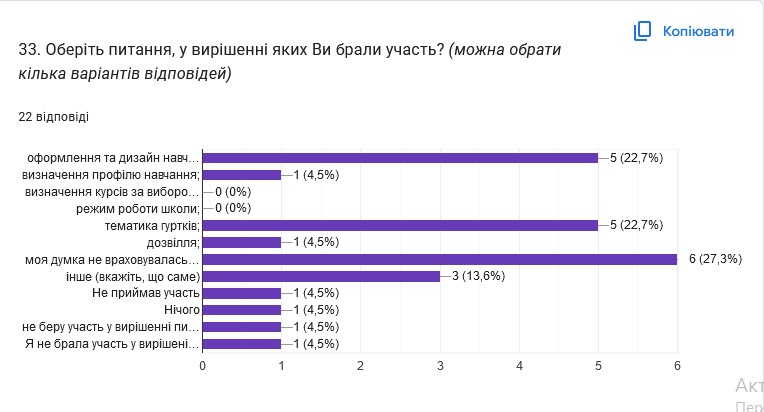 Копіювати
33. Оберіть питання, у вирішенні яких Ви брали участь? (можна обрати
кілька варіантів відповідей)
22 відповіді
оформлення та дизайн навч... 5 (22,7%)
визначення профілю навчання; 1 (4,5%)
визначення курсів за виборо... 0 (0%)
режим роботи школи; 0 (0%)
тематика гуртків; 5 (22,7%)
дозвілля; 1 (4,5%)
моя думка не враховувалась... 6 (27,3%)
інше (вкажіть, що саме) 3 (13,6%)
Не приймав участь 1 (4,5%)
Нічого 1 (4,5%)
не беру участь у вирішенні пи... 1 (4,5%)
Я не брала участь у вирішені... 1 (4,5%)
0 1 2 3 4 5 6
Акт
Пер